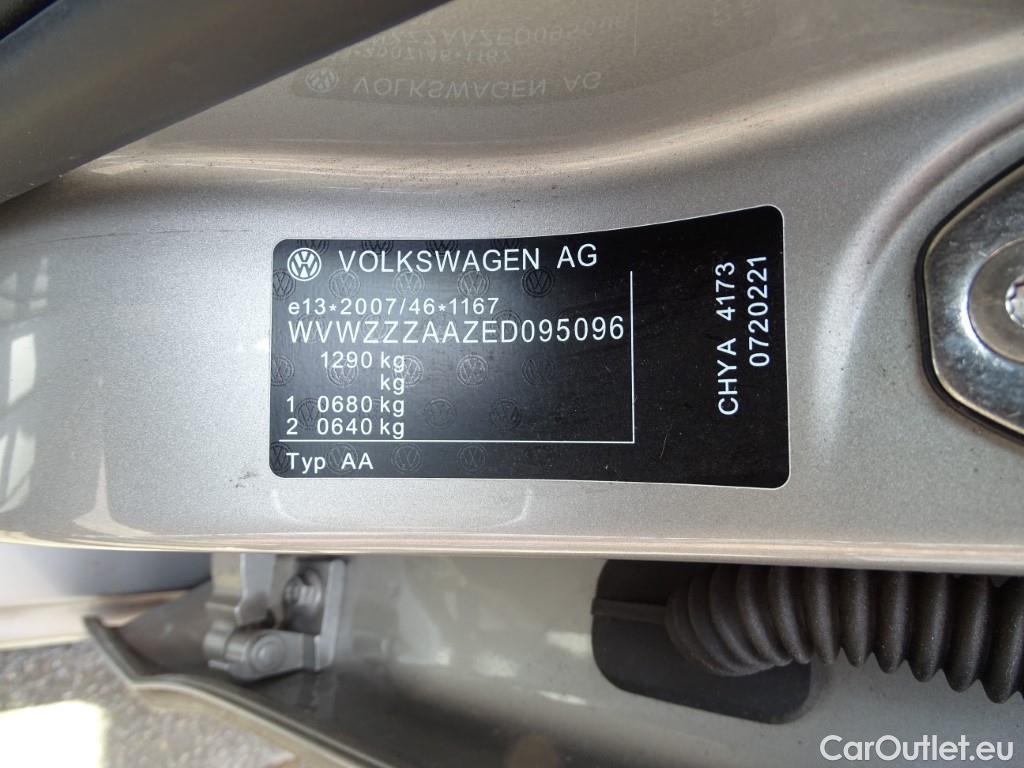 VOLKSWAGEN AG
e13*2007/46*1167
WVWZZZAAZED095096
1290 kg
kg
1 0680 kg
2 0640 kg
Typ AA
CHYA 4173
0720221
CarOutlet.eu